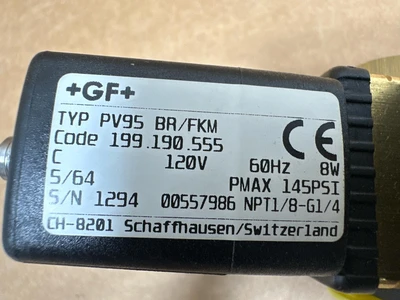 +GF+
TYP PV95 BR/FKM
Code 199.190.555
C 120V 60Hz 8W
5/64 PMAX 145PSI
S/N 1294 00557986 NPT1/8-G1/4
CH-8201 Schaffhausen/Switzerland
CE